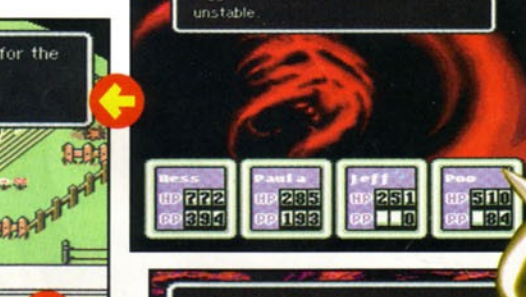 unstable.
for the
Ness
HP 772
PP 394
Paula
HP 285
PP 193
Jeff
HP 251
PP 0
Poo
HP 510
PP 84